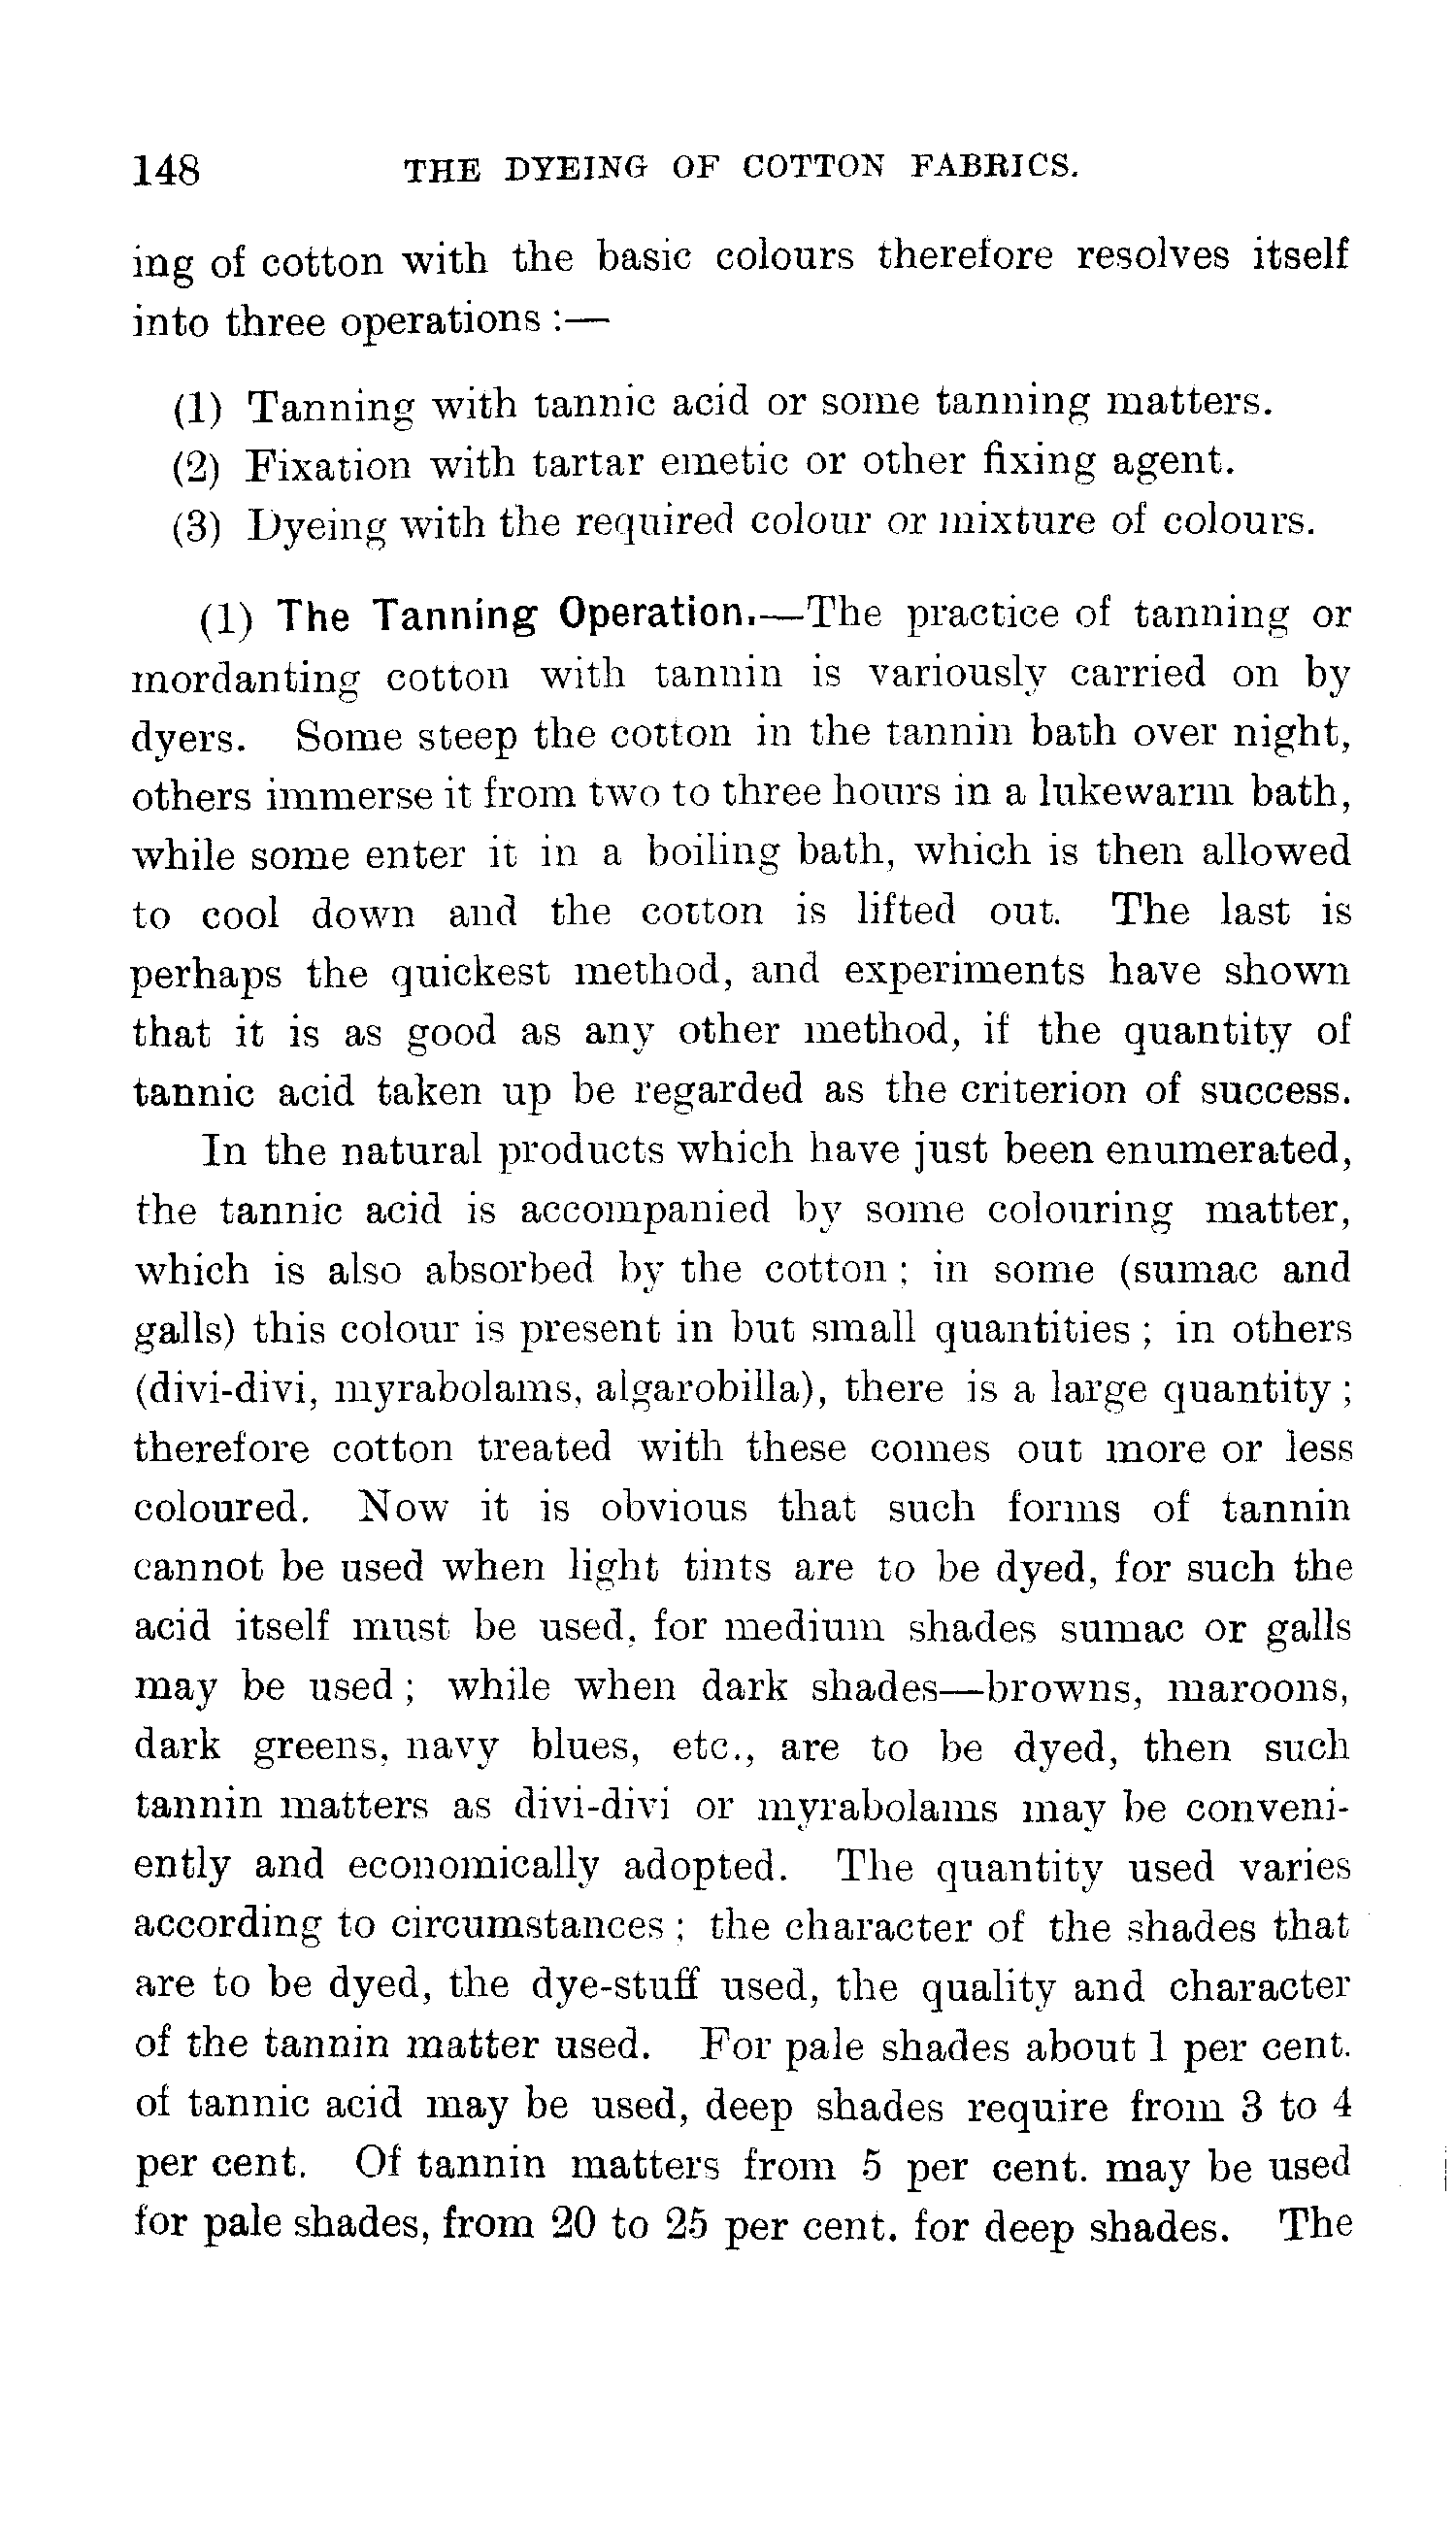 148 THE DYEING OF COTTON FABRICS.
ing of cotton with the basic colours therefore resolves itself
into three operations :—
(1) Tanning with tannic acid or some tanning matters.
(2) Fixation with tartar emetic or other fixing agent.
(3) Dyeing with the required colour or mixture of colours.
(1) The Tanning Operation.—The practice of tanning or
mordanting cotton with tannin is variously carried on by
dyers. Some steep the cotton in the tannin bath over night,
others immerse it from two to three hours in a lukewarm bath,
while some enter it in a boiling bath, which is then allowed
to cool down and the cotton is lifted out. The last is
perhaps the quickest method, and experiments have shown
that it is as good as any other method, if the quantity of
tannic acid taken up be regarded as the criterion of success.
In the natural products which have just been enumerated,
the tannic acid is accompanied by some colouring matter,
which is also absorbed by the cotton ; in some (sumac and
galls) this colour is present in but small quantities ; in others
(divi-divi, myrabolams, algarobilla), there is a large quantity ;
therefore cotton treated with these comes out more or less
coloured. Now it is obvious that such forms of tannin
cannot be used when light tints are to be dyed, for such the
acid itself must be used, for medium shades sumac or galls
may be used ; while when dark shades—browns, maroons,
dark greens, navy blues, etc., are to be dyed, then such
tannin matters as divi-divi or myrabolams may be conveni-
ently and economically adopted. The quantity used varies
according to circumstances ; the character of the shades that
are to be dyed, the dye-stuff used, the quality and character
of the tannin matter used. For pale shades about 1 per cent.
of tannic acid may be used, deep shades require from 3 to 4
per cent. Of tannin matters from 5 per cent. may be used
for pale shades, from 20 to 25 per cent. for deep shades. The